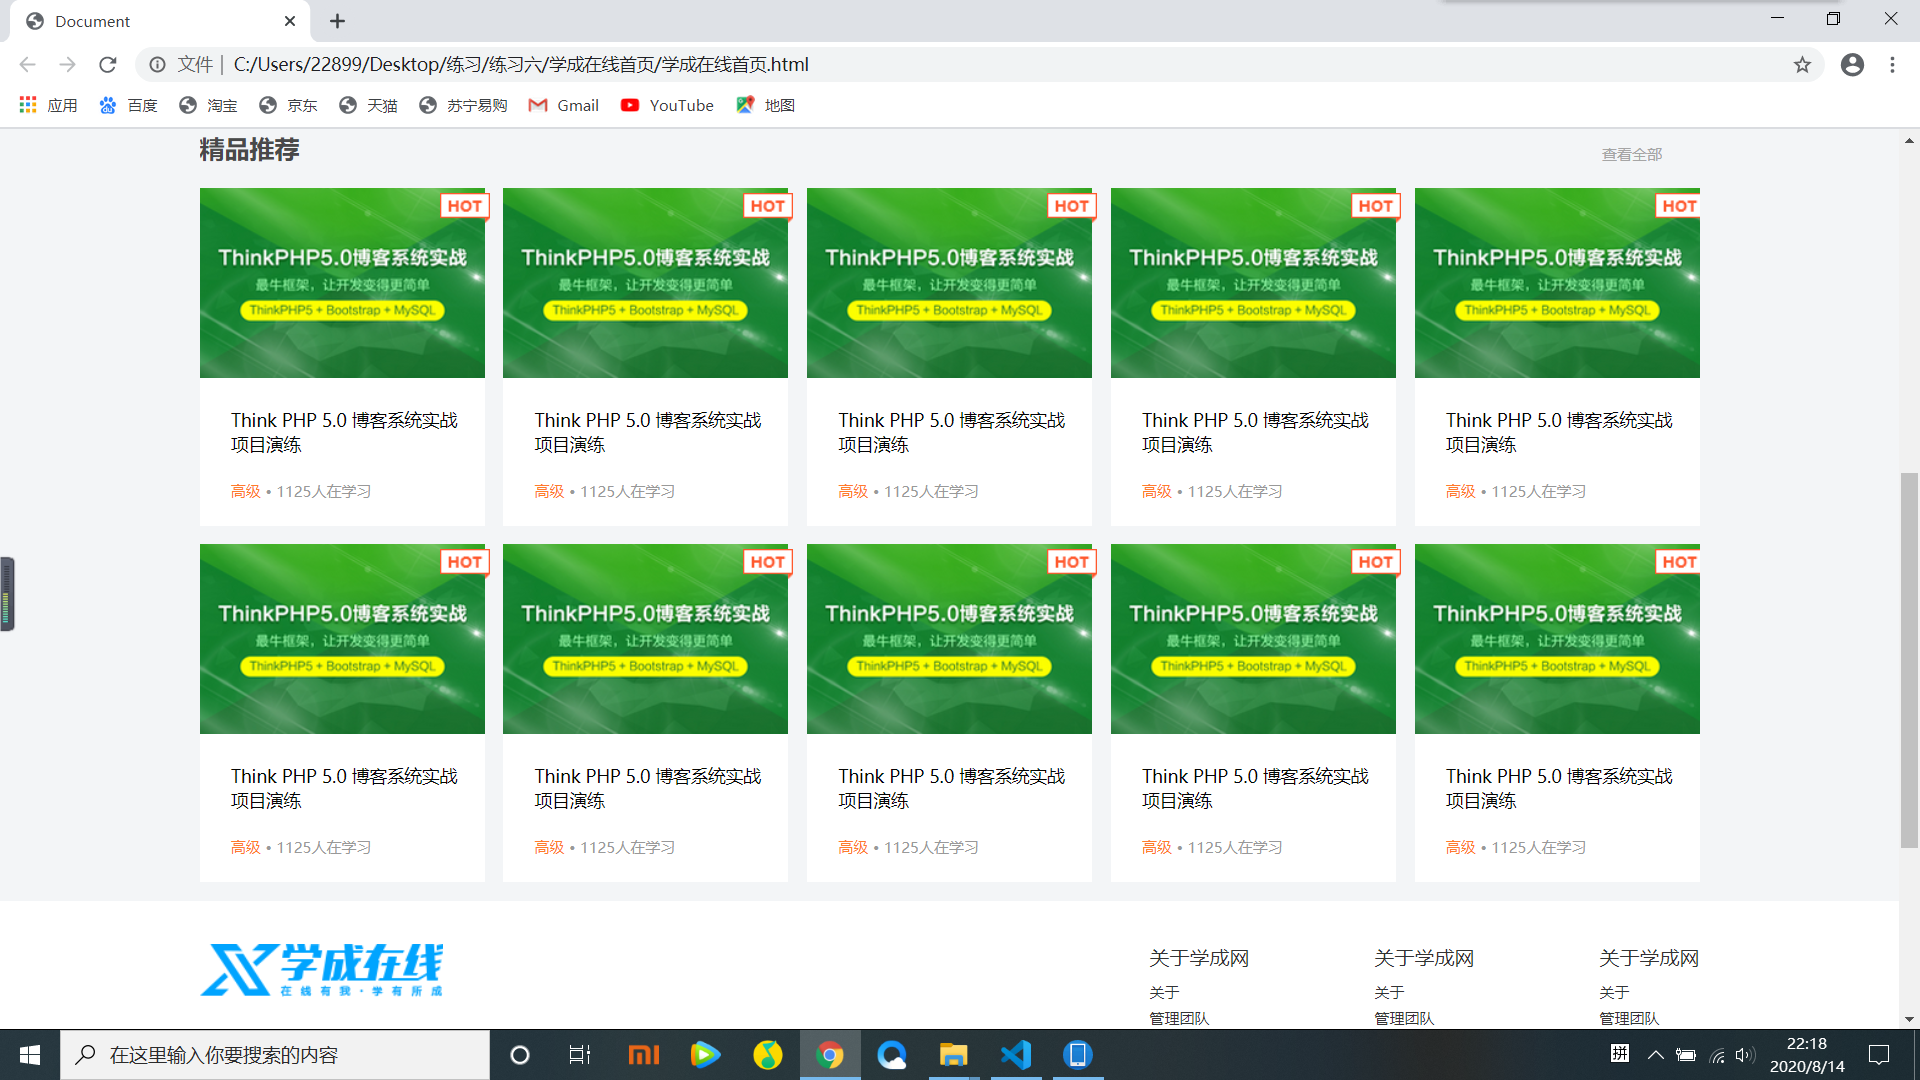 Document
文件 | C:/Users/22899/Desktop/练习/练习六/学成在线首页/学成在线首页.html
应用 百度 淘宝 京东 天猫 苏宁易购 Gmail YouTube 地图
精品推荐 查看全部
HOT HOT HOT HOT HOT
ThinkPHP5.0博客系统实战 ThinkPHP5.0博客系统实战 ThinkPHP5.0博客系统实战 ThinkPHP5.0博客系统实战 ThinkPHP5.0博客系统实战
最牛框架，让开发变得更简单 最牛框架，让开发变得更简单 最牛框架，让开发变得更简单 最牛框架，让开发变得更简单 最牛框架，让开发变得更简单
ThinkPHP5 + Bootstrap + MySQL ThinkPHP5 + Bootstrap + MySQL ThinkPHP5 + Bootstrap + MySQL ThinkPHP5 + Bootstrap + MySQL ThinkPHP5 + Bootstrap + MySQL
Think PHP 5.0 博客系统实战 Think PHP 5.0 博客系统实战 Think PHP 5.0 博客系统实战 Think PHP 5.0 博客系统实战 Think PHP 5.0 博客系统实战
项目演练 项目演练 项目演练 项目演练 项目演练
高级 • 1125人在学习 高级 • 1125人在学习 高级 • 1125人在学习 高级 • 1125人在学习 高级 • 1125人在学习
HOT HOT HOT HOT HOT
ThinkPHP5.0博客系统实战 ThinkPHP5.0博客系统实战 ThinkPHP5.0博客系统实战 ThinkPHP5.0博客系统实战 ThinkPHP5.0博客系统实战
最牛框架，让开发变得更简单 最牛框架，让开发变得更简单 最牛框架，让开发变得更简单 最牛框架，让开发变得更简单 最牛框架，让开发变得更简单
ThinkPHP5 + Bootstrap + MySQL ThinkPHP5 + Bootstrap + MySQL ThinkPHP5 + Bootstrap + MySQL ThinkPHP5 + Bootstrap + MySQL ThinkPHP5 + Bootstrap + MySQL
Think PHP 5.0 博客系统实战 Think PHP 5.0 博客系统实战 Think PHP 5.0 博客系统实战 Think PHP 5.0 博客系统实战 Think PHP 5.0 博客系统实战
项目演练 项目演练 项目演练 项目演练 项目演练
高级 • 1125人在学习 高级 • 1125人在学习 高级 • 1125人在学习 高级 • 1125人在学习 高级 • 1125人在学习
学成在线
在线有我·学有所成
关于学成网 关于学成网 关于学成网
关于 关于 关于
管理团队 管理团队 管理团队
在这里输入你要搜索的内容
拼
22:18
2020/8/14